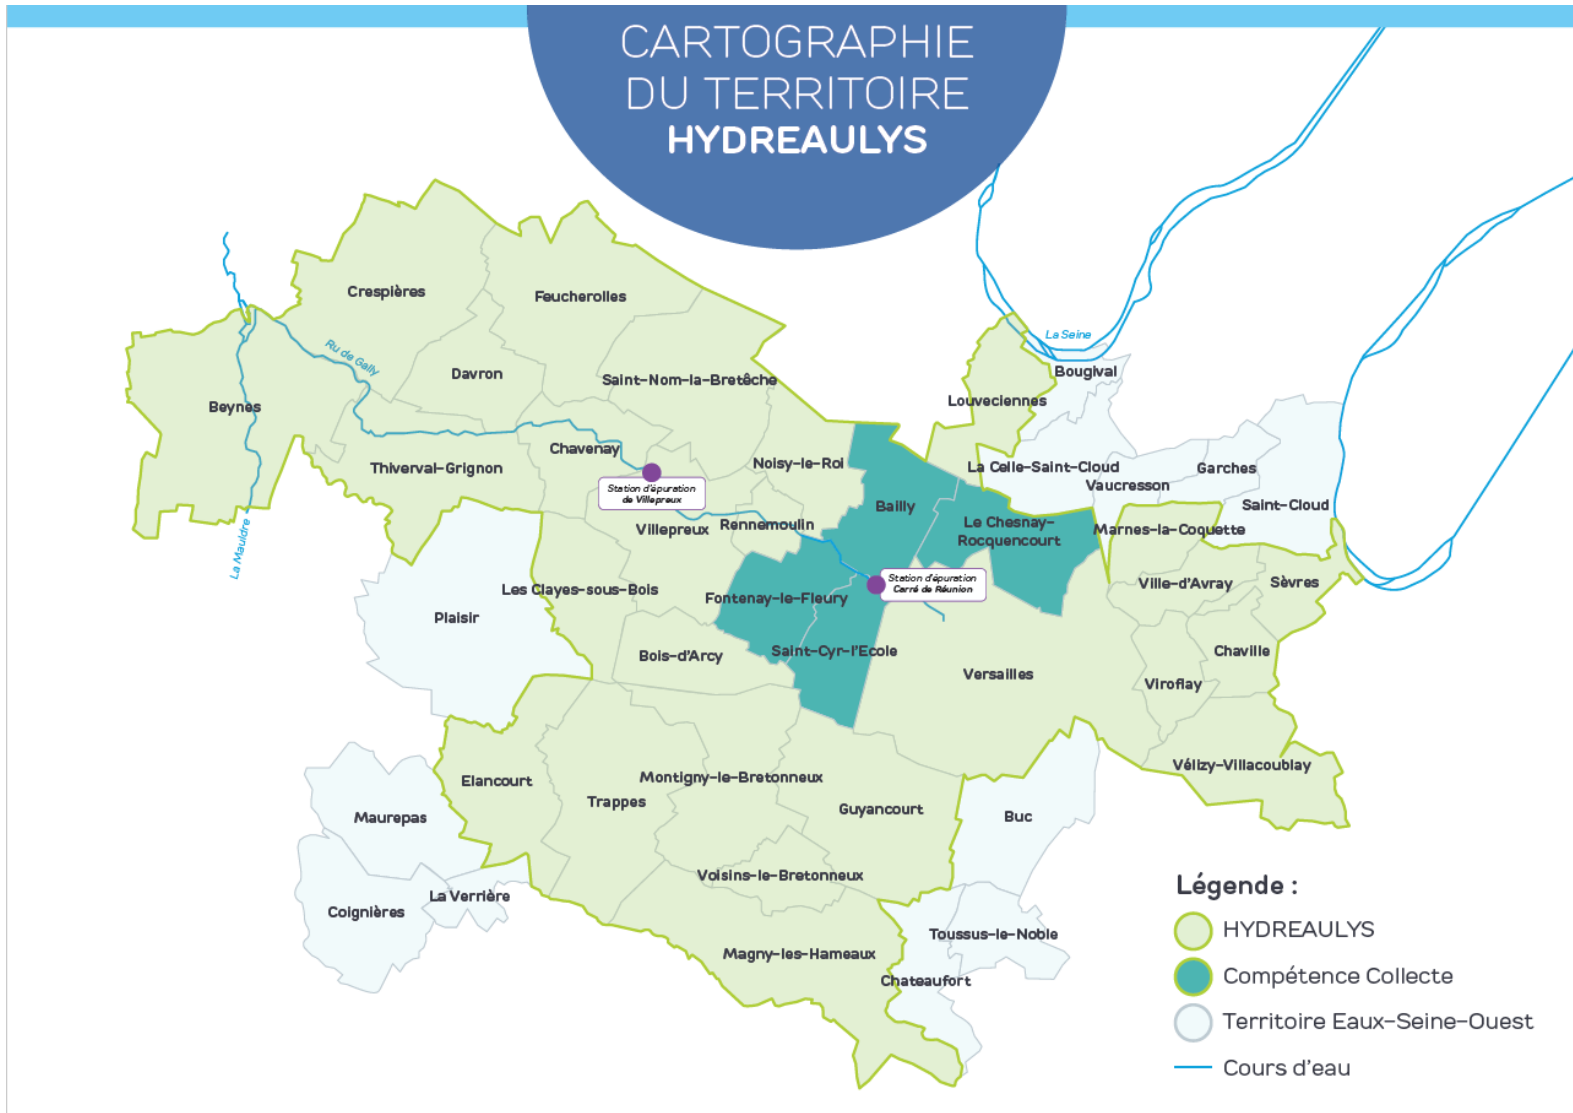 CARTOGRAPHIE
DU TERRITOIRE
HYDREAULYS
Crespières
Feucherolles
Ru de Gally
La Seine
Bougival
Davron
Saint-Nom-la-Bretêche
Beynes
Louveciennes
Chavenay
Thiverval-Grignon
Noisy-le-Roi
La Celle-Saint-Cloud
Garches
Vaucresson
Station d'épuration
de Villepreux
Bailly
Saint-Cloud
Villepreux
Rennemoulin
Le Chesnay-
Rocquencourt
Marnes-la-Coquette
La Mauldre
Station d'épuration
Carré de Réunion
Ville-d'Avray
Sèvres
Les Clayes-sous-Bois
Fontenay-le-Fleury
Plaisir
Bois-d'Arcy
Saint-Cyr-l'Ecole
Chaville
Versailles
Viroflay
Vélizy-Villacoublay
Elancourt
Montigny-le-Bretonneux
Trappes
Guyancourt
Maurepas
Buc
Voisins-le-Bretonneux
La Verrière
Coignières
Toussus-le-Noble
Magny-les-Hameaux
Chateaufort
Légende :
HYDREAULYS
Compétence Collecte
Territoire Eaux-Seine-Ouest
Cours d'eau